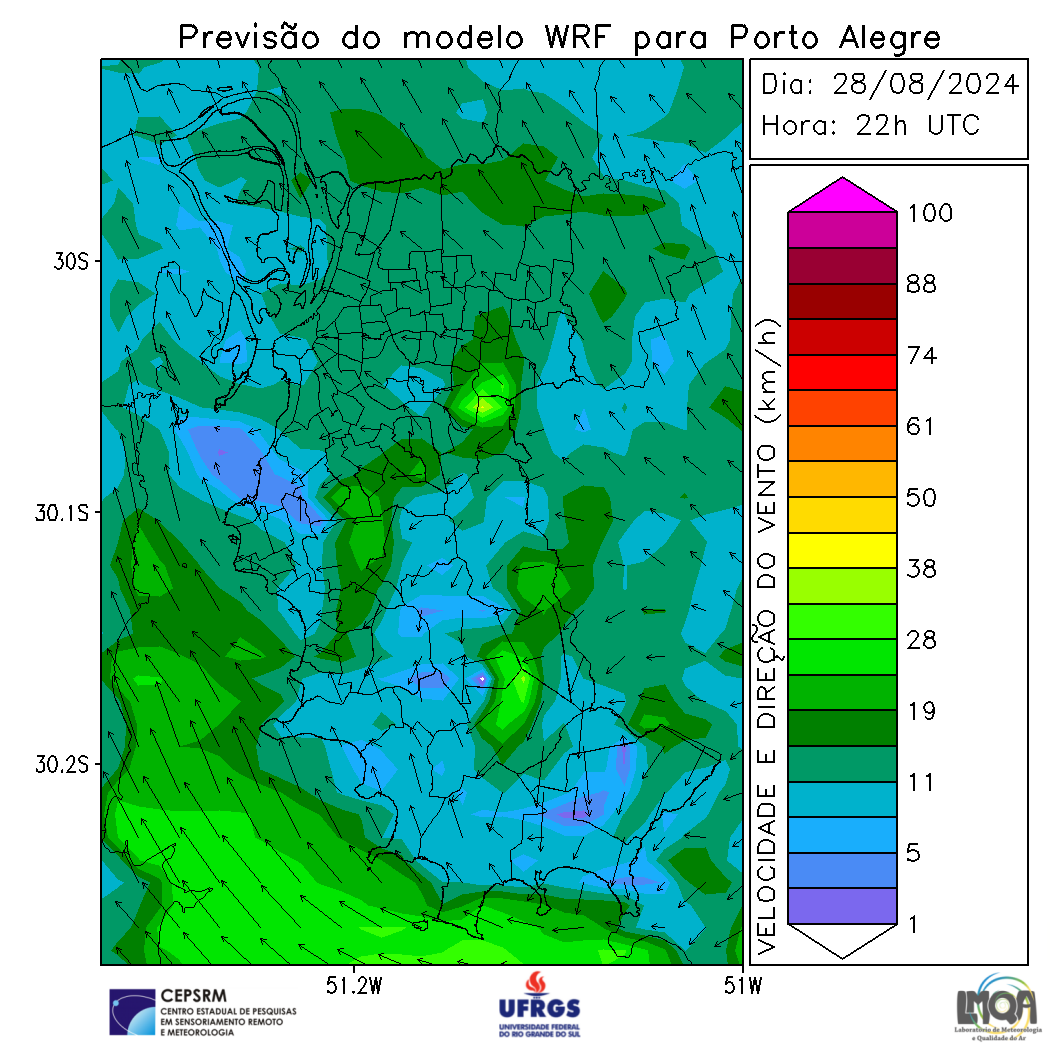 Previsão do modelo WRF para Porto Alegre
Dia: 28/08/2024
Hora: 22h UTC
30S
30.1S
30.2S
51.2W
51W
VELOCIDADE E DIREÇÃO DO VENTO (km/h)
100
88
74
61
50
38
28
19
11
5
1
CEPSRM
CENTRO ESTADUAL DE PESQUISAS
EM SENSORIAMENTO REMOTO
E METEOROLOGIA
UFRGS
UNIVERSIDADE FEDERAL
DO RIO GRANDE DO SUL
LMQA
Laboratório de Meteorologia
e Qualidade do Ar